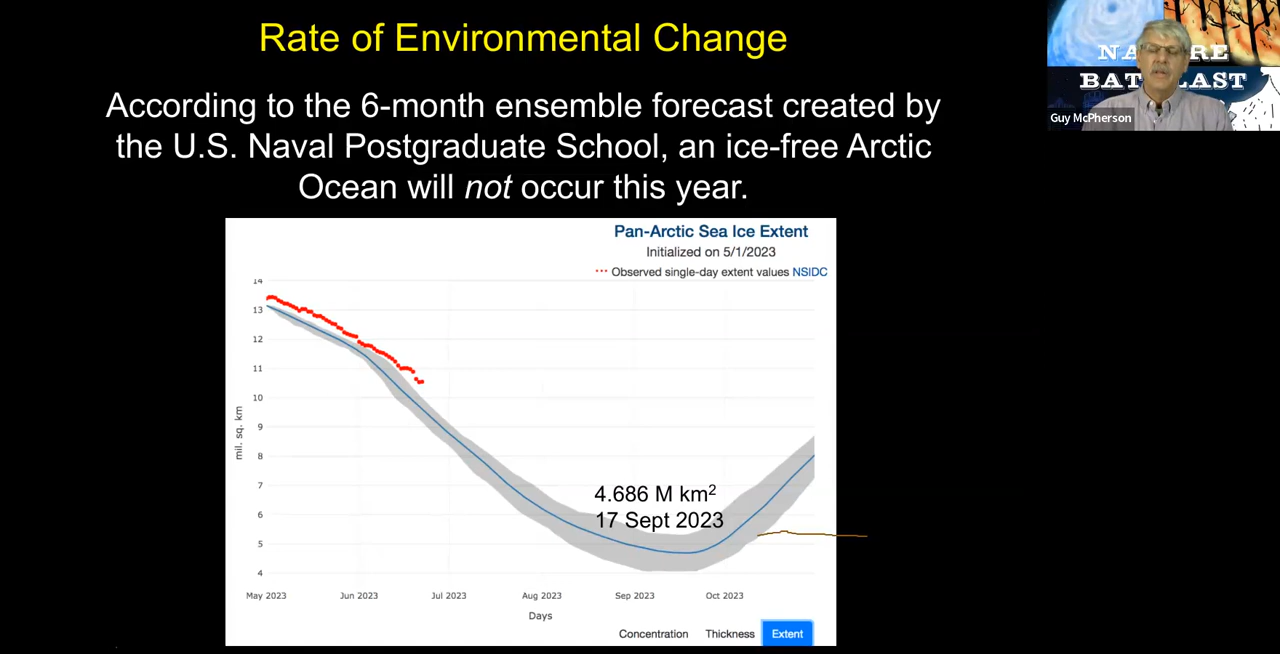 Rate of Environmental Change
According to the 6-month ensemble forecast created by
the U.S. Naval Postgraduate School, an ice-free Arctic
Ocean will not occur this year.
Guy McPherson
Pan-Arctic Sea Ice Extent
Initialized on 5/1/2023
Observed single-day extent values NSIDC
14
13
12
11
10
9
8
7
6
5
4
mil. sq. km
4.686 M km²
17 Sept 2023
May 2023 Jun 2023 Jul 2023 Aug 2023 Sep 2023 Oct 2023
Days
Concentration Thickness Extent